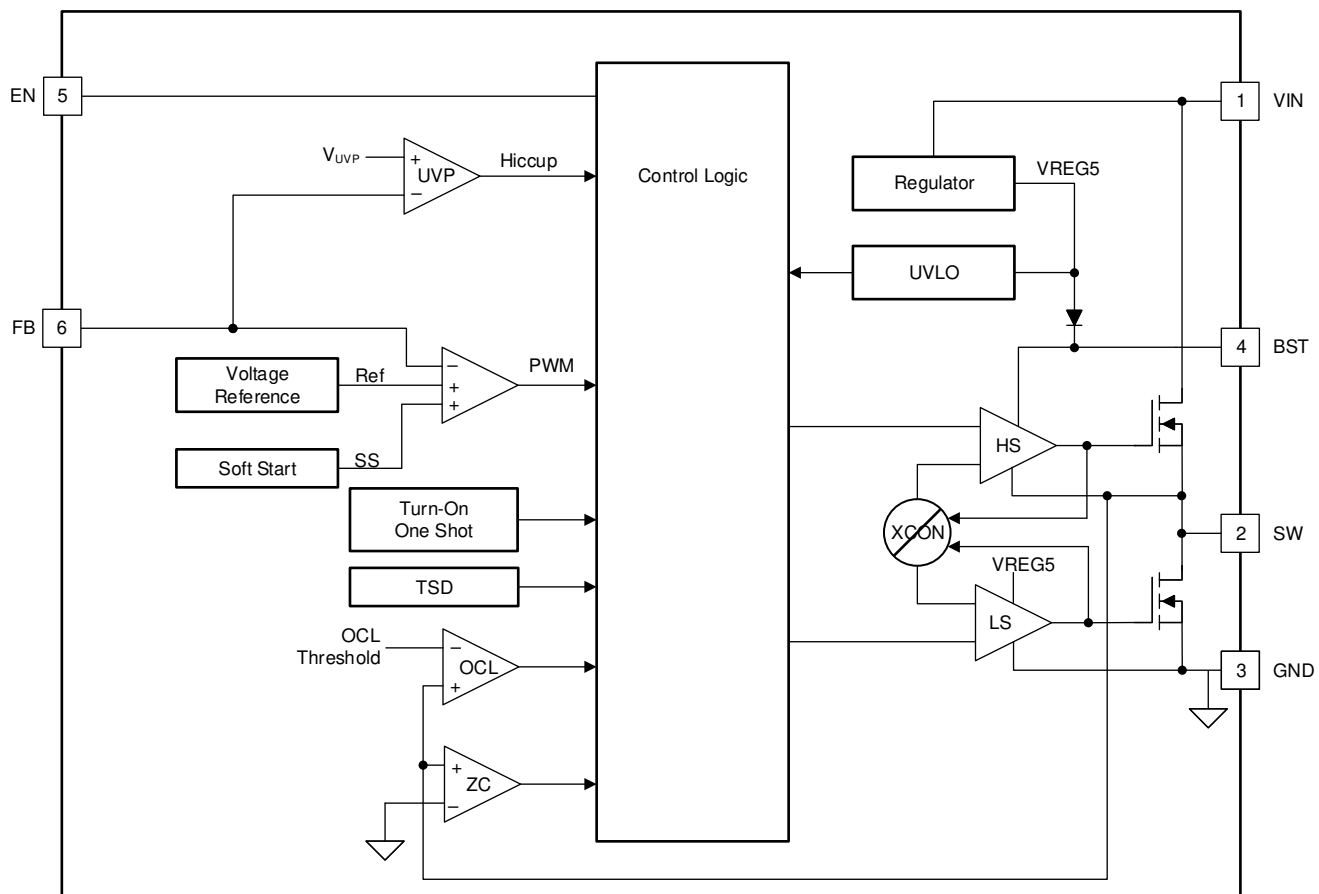 EN
5
1
VIN
VUVP
+
UVP
−
Hiccup
Control Logic
Regulator
VREG5
UVLO
FB
6
4
BST
Voltage
Reference
Ref
−
+
+
PWM
Soft Start
SS
HS
Turn-On
One Shot
XCON
2
SW
TSD
VREG5
LS
OCL
Threshold
−
OCL
+
3
GND
+
ZC
−